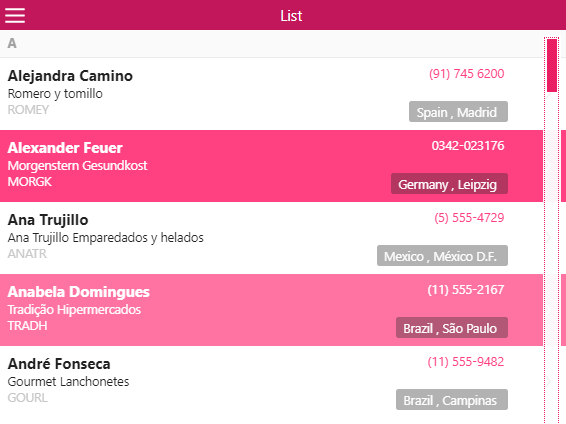 List
A
Alejandra Camino
(91) 745 6200
Romero y tomillo
ROMEY
Spain , Madrid
Alexander Feuer
0342-023176
Morgenstern Gesundkost
MORGK
Germany , Leipzig
Ana Trujillo
(5) 555-4729
Ana Trujillo Emparedados y helados
ANATR
Mexico , México D.F.
Anabela Domingues
(11) 555-2167
Tradição Hipermercados
TRADH
Brazil , São Paulo
André Fonseca
(11) 555-9482
Gourmet Lanchonetes
GOURL
Brazil , Campinas